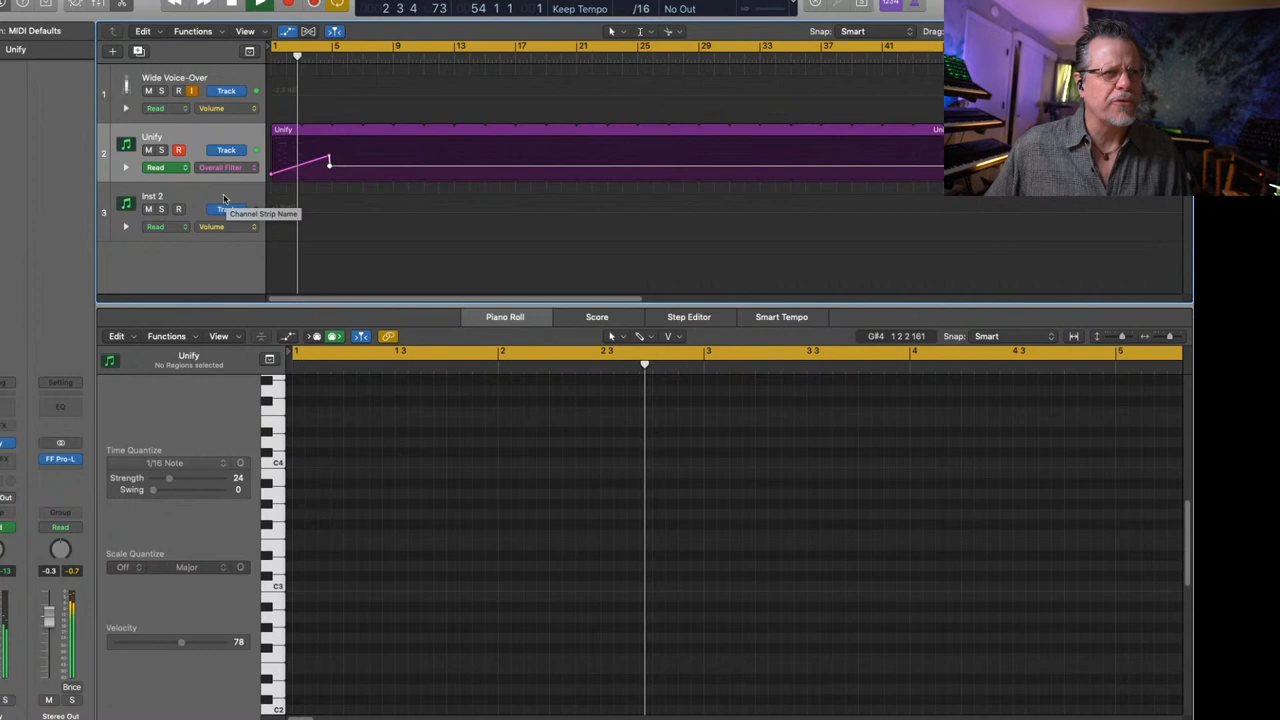 n: MIDI Defaults
Edit Functions View
Snap: Smart Drag:
2 3 4 73 54 1 1 1 Keep Tempo /16 No Out 1234
Unify
1 5 9 13 17 21 25 29 33 37 41
1 Wide Voice-Over
M S R I Track
Read Volume
2 Unify
M S R Track
Read Overall Filter
Unify
3 Inst 2
M S R
Channel Strip Name
Read Volume
Piano Roll Score Step Editor Smart Tempo
Edit Functions View
G#4 1 2 2 161 Snap: Smart
Unify
No Regions selected
1 1 3 2 2 3 3 3 3 4 4 3 5
Setting
EQ
Time Quantize
1/16 Note Q
Strength 24
Swing 0
FF Pro-L
Out
Group
Read
Scale Quantize
Off Major Q
-13 -0.3 -0.7
Velocity
78
Bnce
S M S
Stereo Out
C4
C3
C2